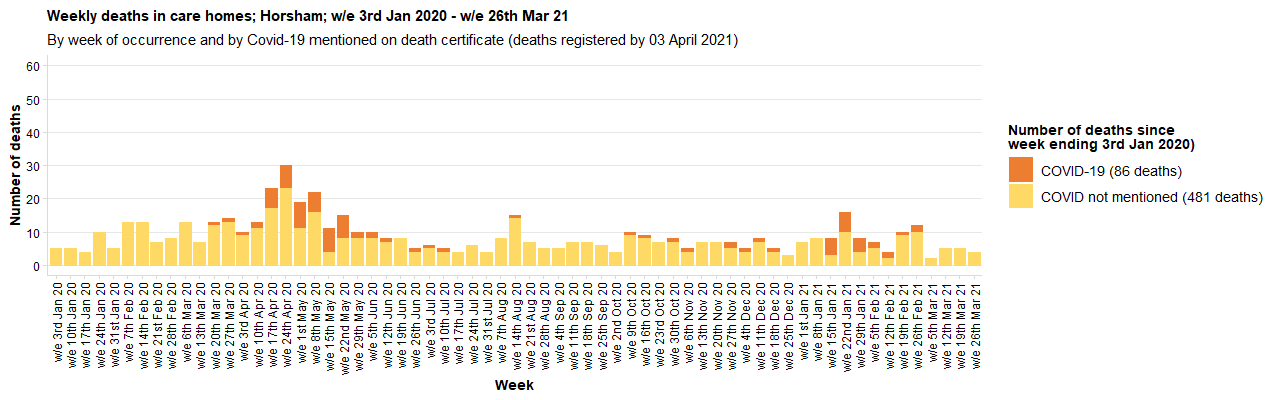 Weekly deaths in care homes; Horsham; w/e 3rd Jan 2020 - w/e 26th Mar 21
By week of occurrence and by Covid-19 mentioned on death certificate (deaths registered by 03 April 2021)
Number of deaths
60
50
40
30
20
10
0
w/e 3rd Jan 20
w/e 10th Jan 20
w/e 17th Jan 20
w/e 24th Jan 20
w/e 31st Jan 20
w/e 7th Feb 20
w/e 14th Feb 20
w/e 21st Feb 20
w/e 28th Feb 20
w/e 6th Mar 20
w/e 13th Mar 20
w/e 20th Mar 20
w/e 27th Mar 20
w/e 3rd Apr 20
w/e 10th Apr 20
w/e 17th Apr 20
w/e 24th Apr 20
w/e 1st May 20
w/e 8th May 20
w/e 15th May 20
w/e 22nd May 20
w/e 29th May 20
w/e 5th Jun 20
w/e 12th Jun 20
w/e 19th Jun 20
w/e 26th Jun 20
w/e 3rd Jul 20
w/e 10th Jul 20
w/e 17th Jul 20
w/e 24th Jul 20
w/e 31st Jul 20
w/e 7th Aug 20
w/e 14th Aug 20
w/e 21st Aug 20
w/e 28th Aug 20
w/e 4th Sep 20
w/e 11th Sep 20
w/e 18th Sep 20
w/e 25th Sep 20
w/e 2nd Oct 20
w/e 9th Oct 20
w/e 16th Oct 20
w/e 23rd Oct 20
w/e 30th Oct 20
w/e 6th Nov 20
w/e 13th Nov 20
w/e 20th Nov 20
w/e 27th Nov 20
w/e 4th Dec 20
w/e 11th Dec 20
w/e 18th Dec 20
w/e 25th Dec 20
w/e 1st Jan 21
w/e 8th Jan 21
w/e 15th Jan 21
w/e 22nd Jan 21
w/e 29th Jan 21
w/e 5th Feb 21
w/e 12th Feb 21
w/e 19th Feb 21
w/e 26th Feb 21
w/e 5th Mar 21
w/e 12th Mar 21
w/e 19th Mar 21
w/e 26th Mar 21
Week
Number of deaths since
week ending 3rd Jan 2020)
COVID-19 (86 deaths)
COVID not mentioned (481 deaths)